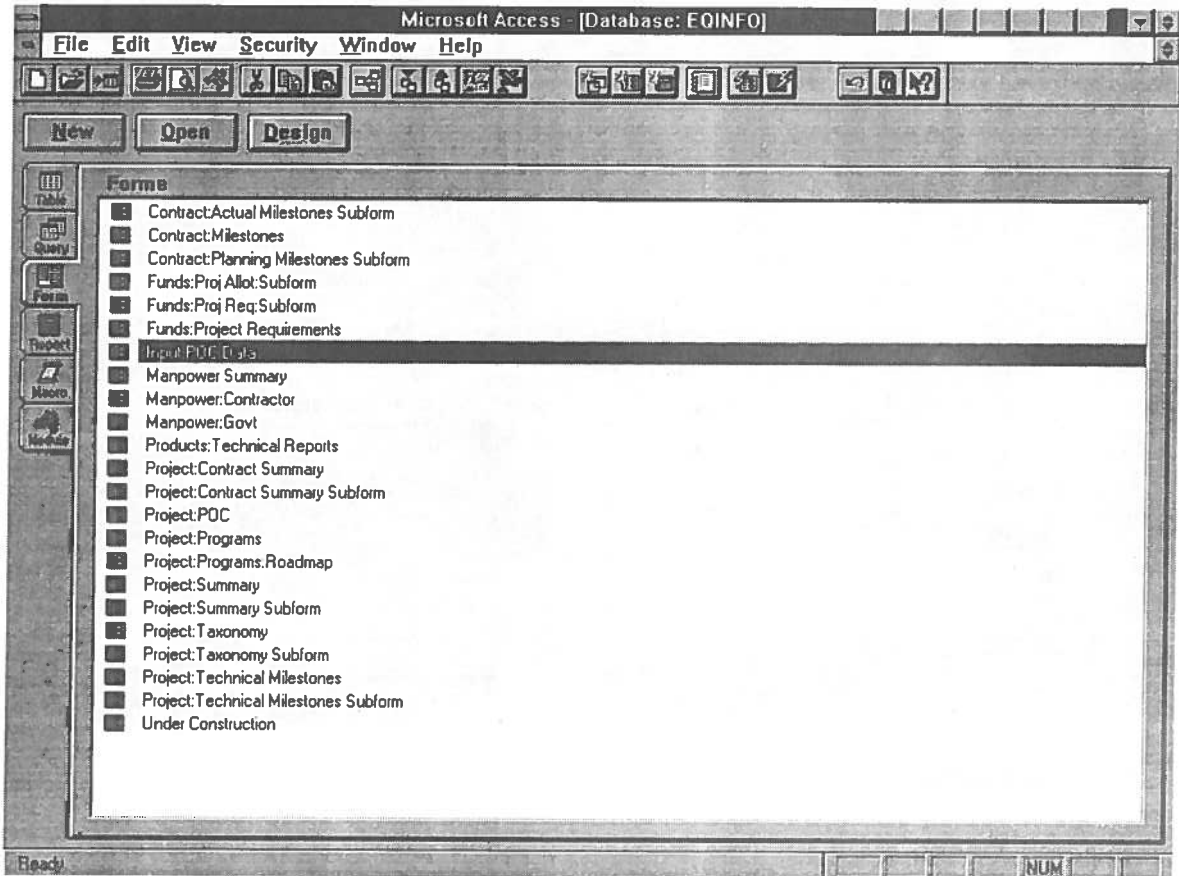 Microsoft Access - [Database: EQINFO]
File Edit View Security Window Help
New Open Design
Table
Query
Form
Report
Macro
Module
Forms
Contract:Actual Milestones Subform
Contract:Milestones
Contract:Planning Milestones Subform
Funds:Proj Allot:Subform
Funds:Proj Req:Subform
Funds:Project Requirements
Input POC Data
Manpower Summary
Manpower:Contractor
Manpower:Govt
Products:Technical Reports
Project:Contract Summary
Project:Contract Summary Subform
Project:POC
Project:Programs
Project:Programs:Roadmap
Project:Summary
Project:Summary Subform
Project:Taxonomy
Project:Taxonomy Subform
Project:Technical Milestones
Project:Technical Milestones Subform
Under Construction
Ready NUM